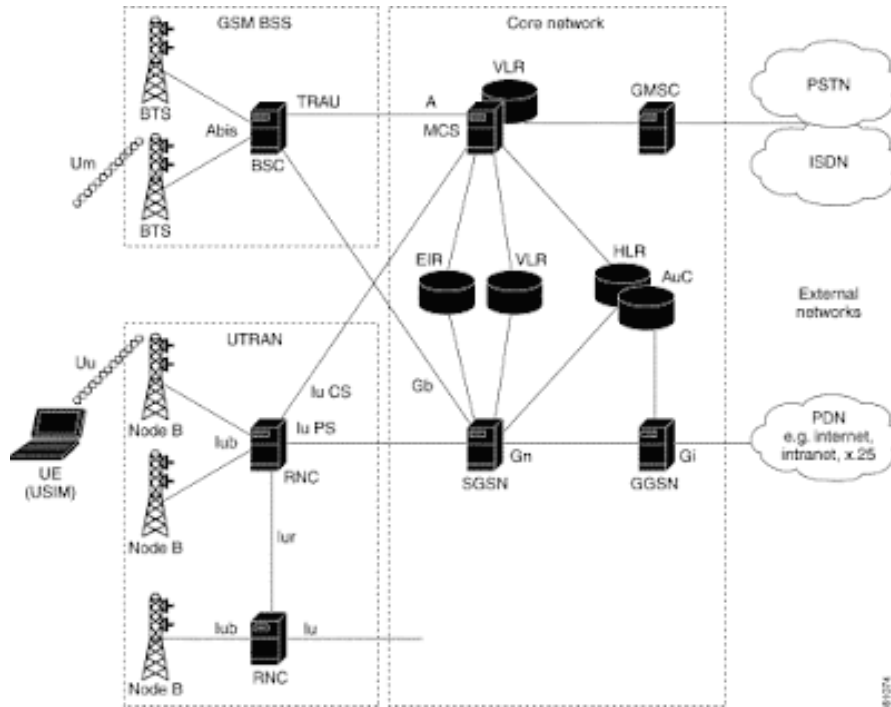 GSM BSS
Core network
VLR
GMSC
PSTN
TRAU
A
BTS
Abis
MCS
BSC
ISDN
Um
BTS
EIR
VLR
HLR
AuC
External
networks
UTRAN
Uu
Iu CS
Gb
Node B
Iu PS
PDN
e.g. internet,
intranet, x.25
Iub
Gn
Gi
UE
(USIM)
RNC
SGSN
GGSN
Node B
Iur
Iub
Iu
Node B
RNC